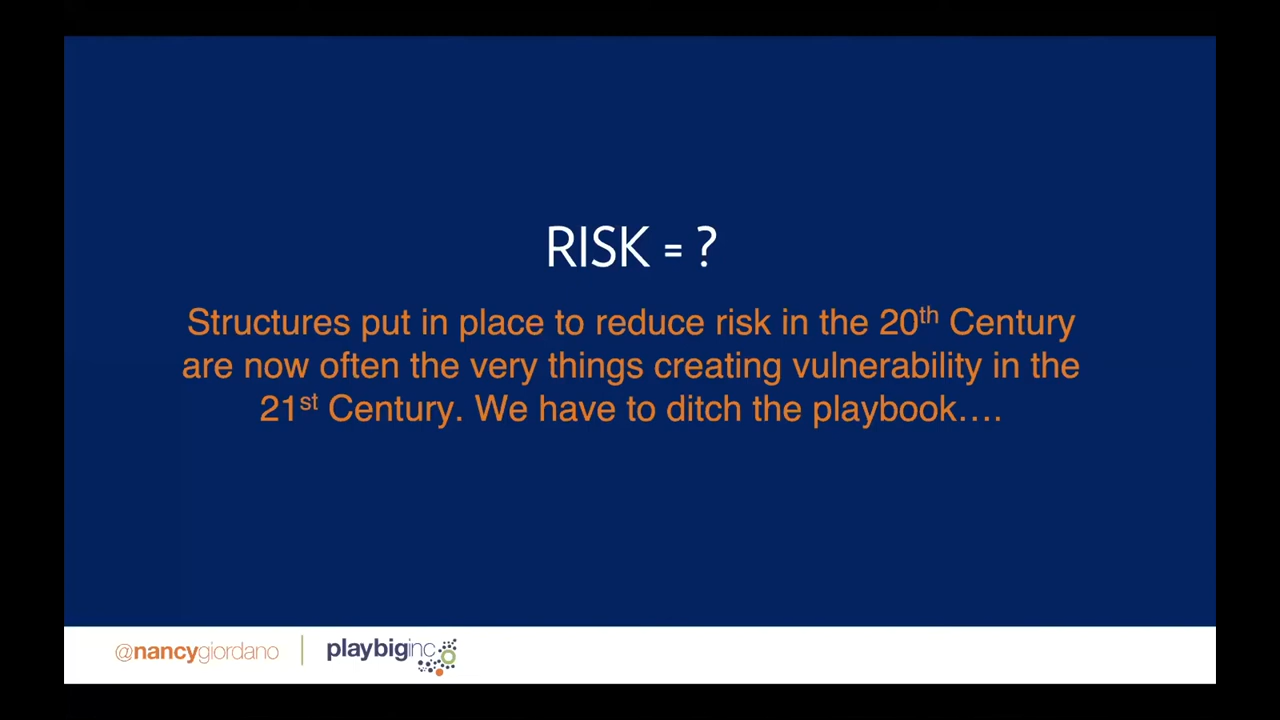 RISK = ?
Structures put in place to reduce risk in the 20th Century
are now often the very things creating vulnerability in the
21st Century. We have to ditch the playbook….
@nancygiordano | playbiginc